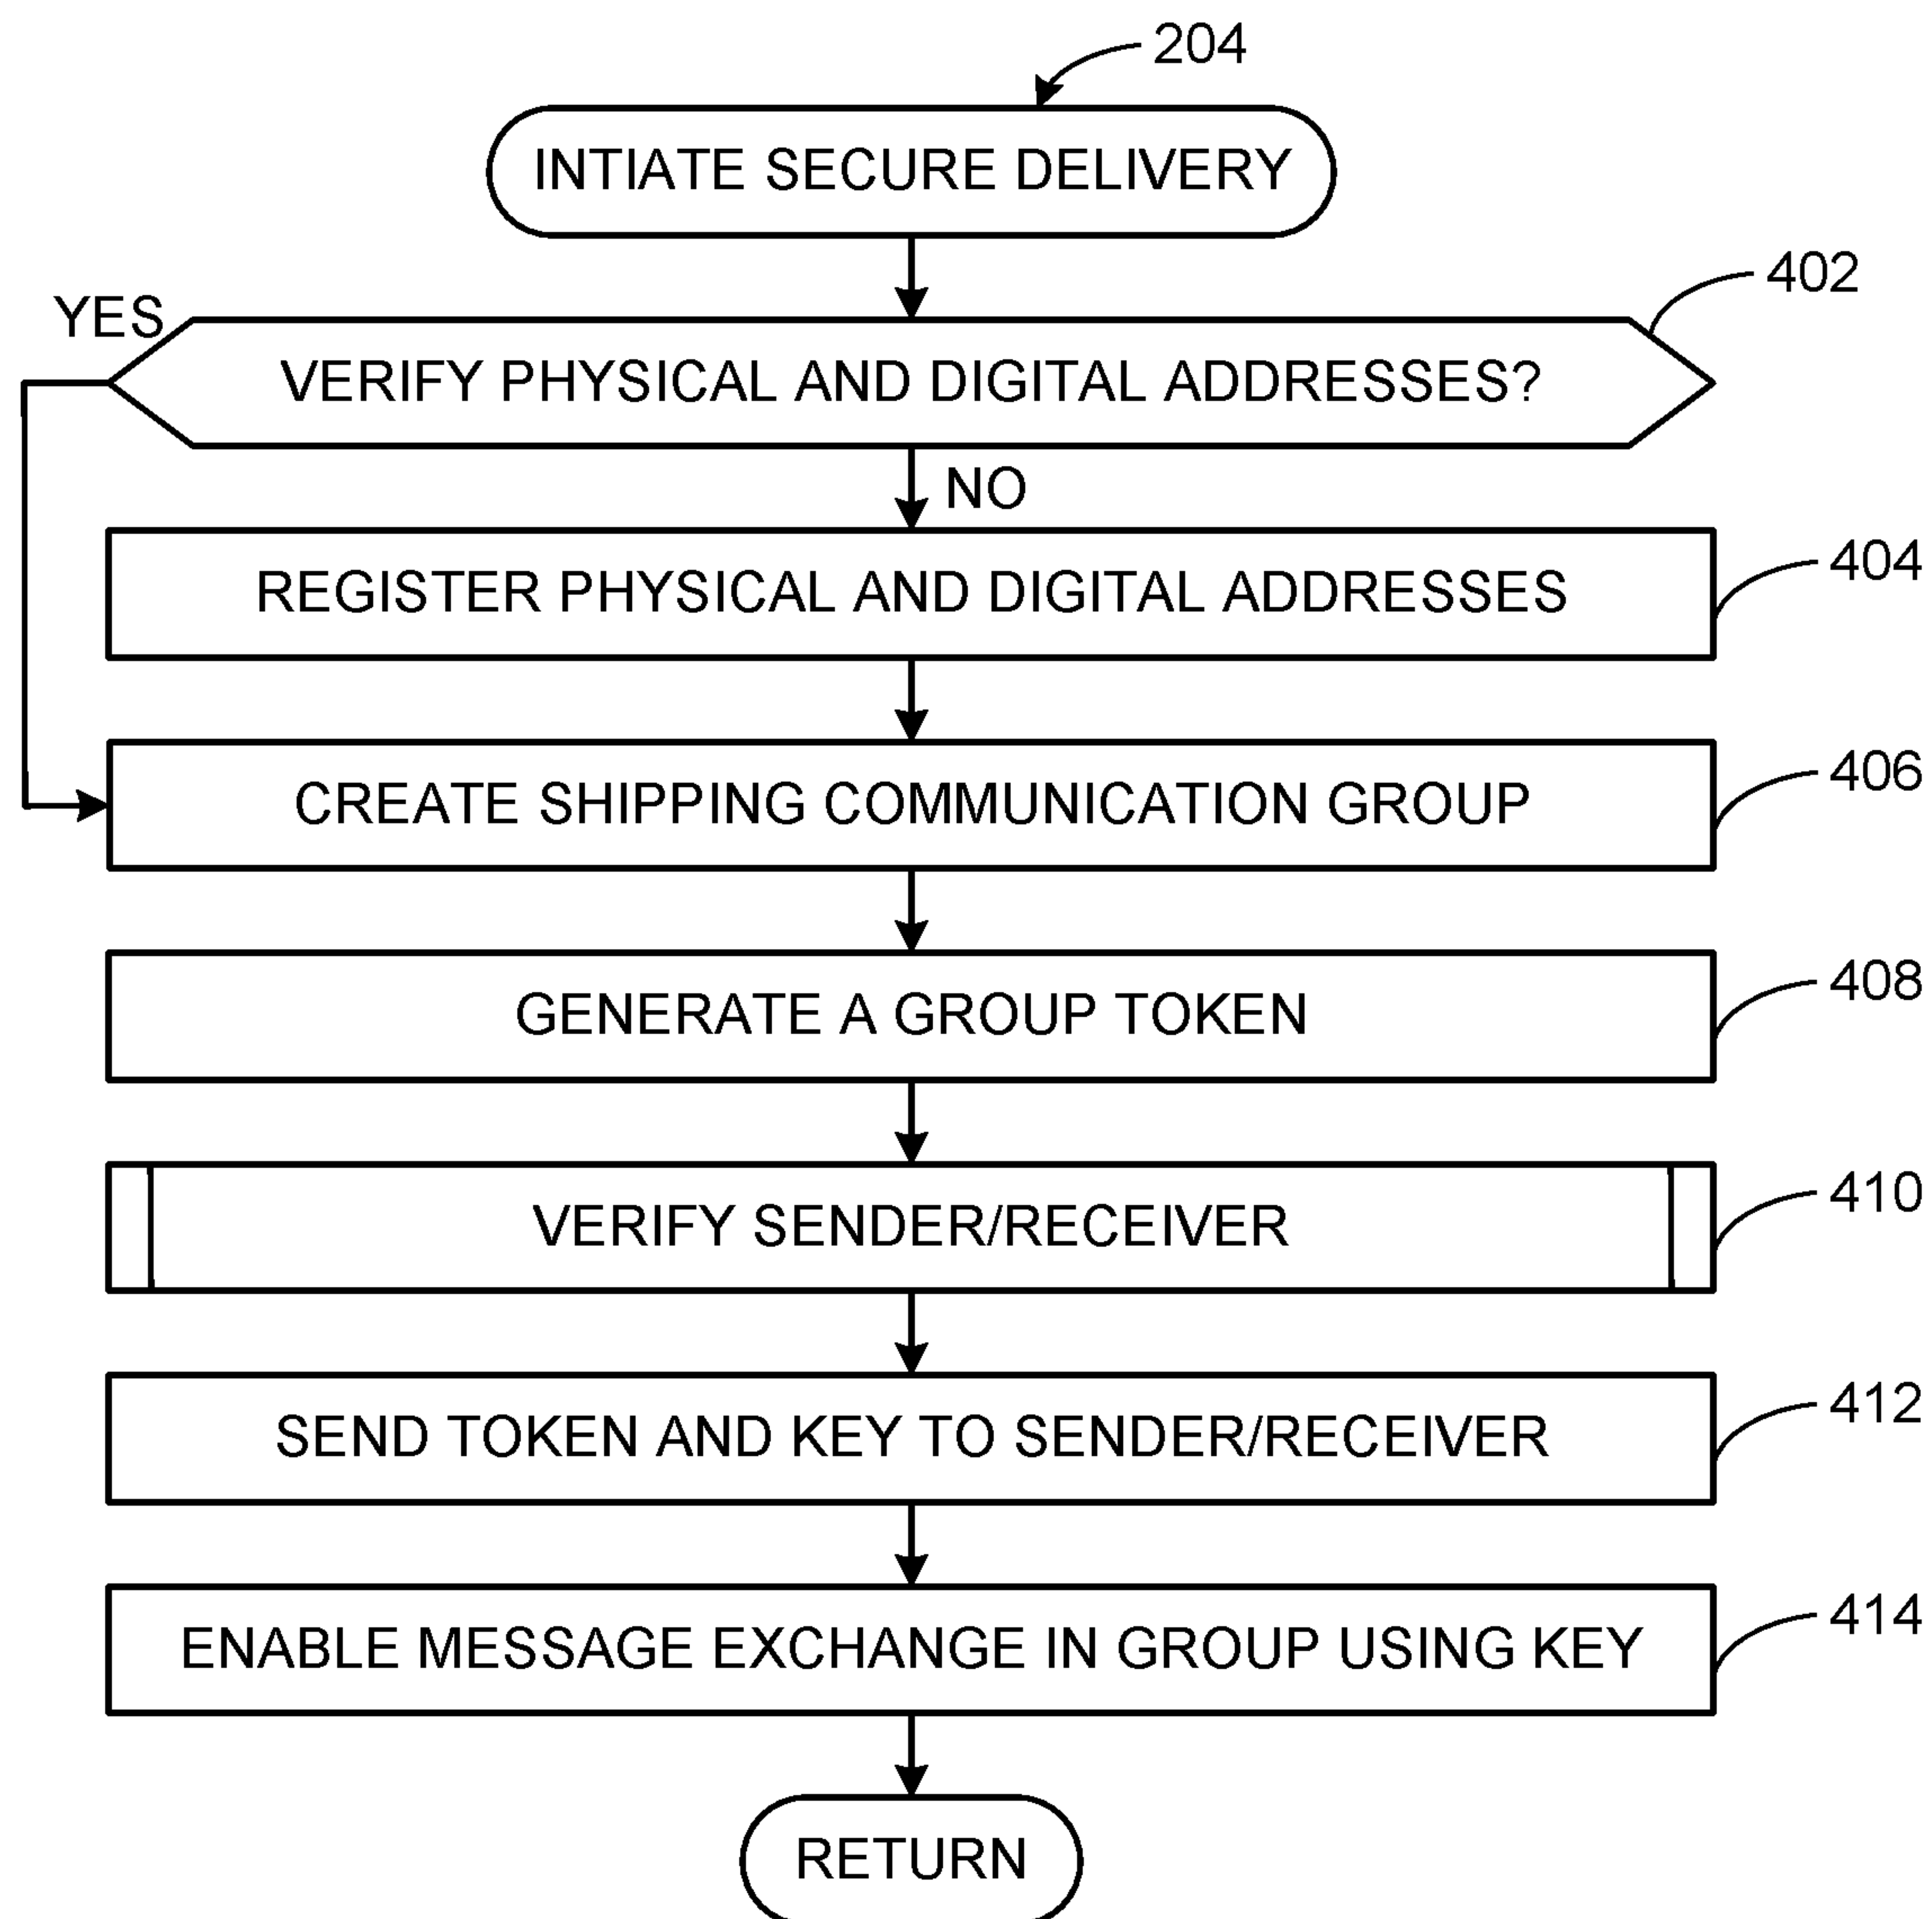 204
INTIATE SECURE DELIVERY
402
YES
VERIFY PHYSICAL AND DIGITAL ADDRESSES?
NO
404
REGISTER PHYSICAL AND DIGITAL ADDRESSES
406
CREATE SHIPPING COMMUNICATION GROUP
408
GENERATE A GROUP TOKEN
410
VERIFY SENDER/RECEIVER
412
SEND TOKEN AND KEY TO SENDER/RECEIVER
414
ENABLE MESSAGE EXCHANGE IN GROUP USING KEY
RETURN